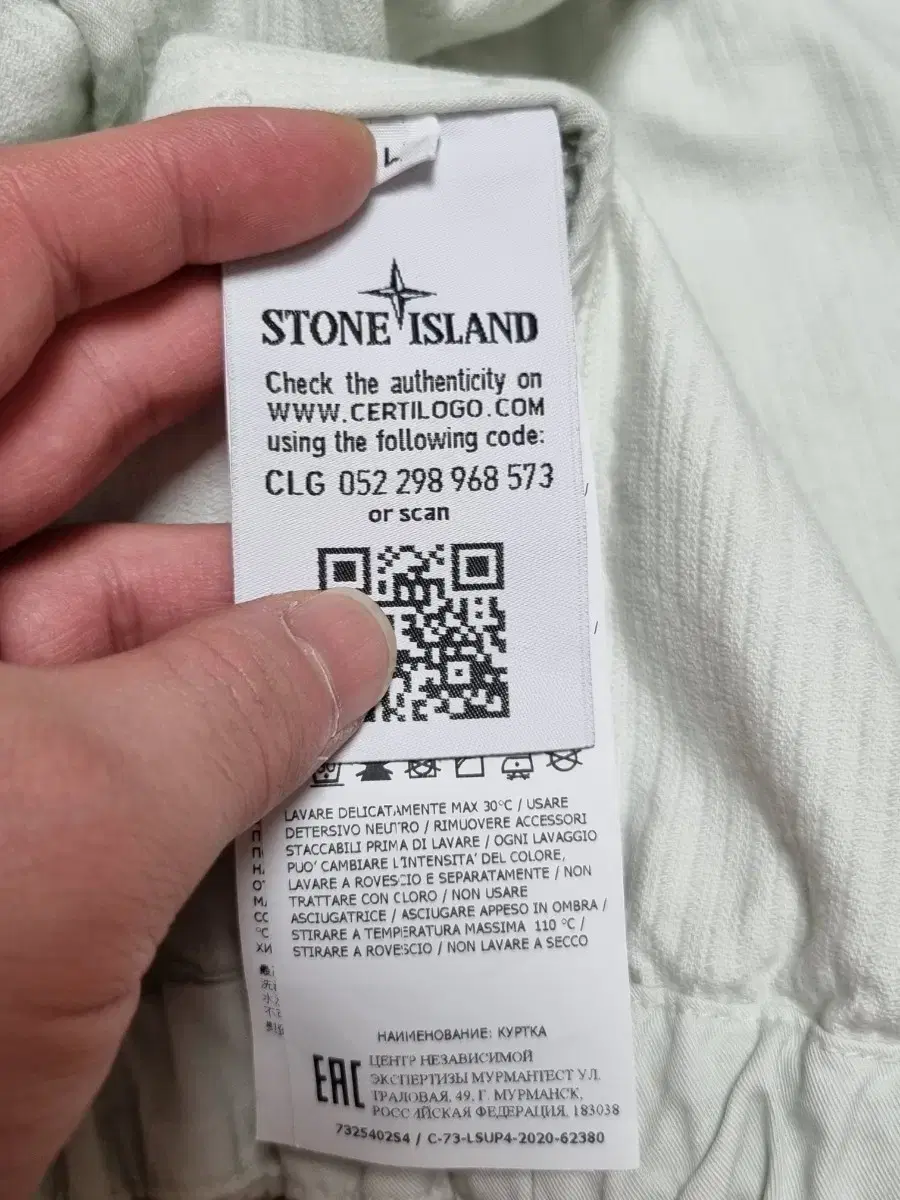 L
STONE ISLAND
Check the authenticity on
WWW.CERTILOGO.COM
using the following code:
CLG 052 298 968 573
or scan
LAVARE DELICATAMENTE MAX 30°C / USARE
DETERSIVO NEUTRO / RIMUOVERE ACCESSORI
STACCABILI PRIMA DI LAVARE / OGNI LAVAGGIO
PUO' CAMBIARE L'INTENSITA' DEL COLORE,
LAVARE A ROVESCIO E SEPARATAMENTE / NON
TRATTARE CON CLORO / NON USARE
ASCIUGATRICE / ASCIUGARE APPESO IN OMBRA /
STIRARE A TEMPERATURA MASSIMA 110 °C /
STIRARE A ROVESCIO / NON LAVARE A SECCO
НАИМЕНОВАНИЕ: КУРТКА
EAC
ЦЕНТР НЕЗАВИСИМОЙ
ЭКСПЕРТИЗЫ МУРМАНТЕСТ УЛ.
ТРАЛОВАЯ, 49, Г. МУРМАНСК,
РОССИЙСКАЯ ФЕДЕРАЦИЯ, 183038
7325402S4 / C-73-LSUP4-2020-62380